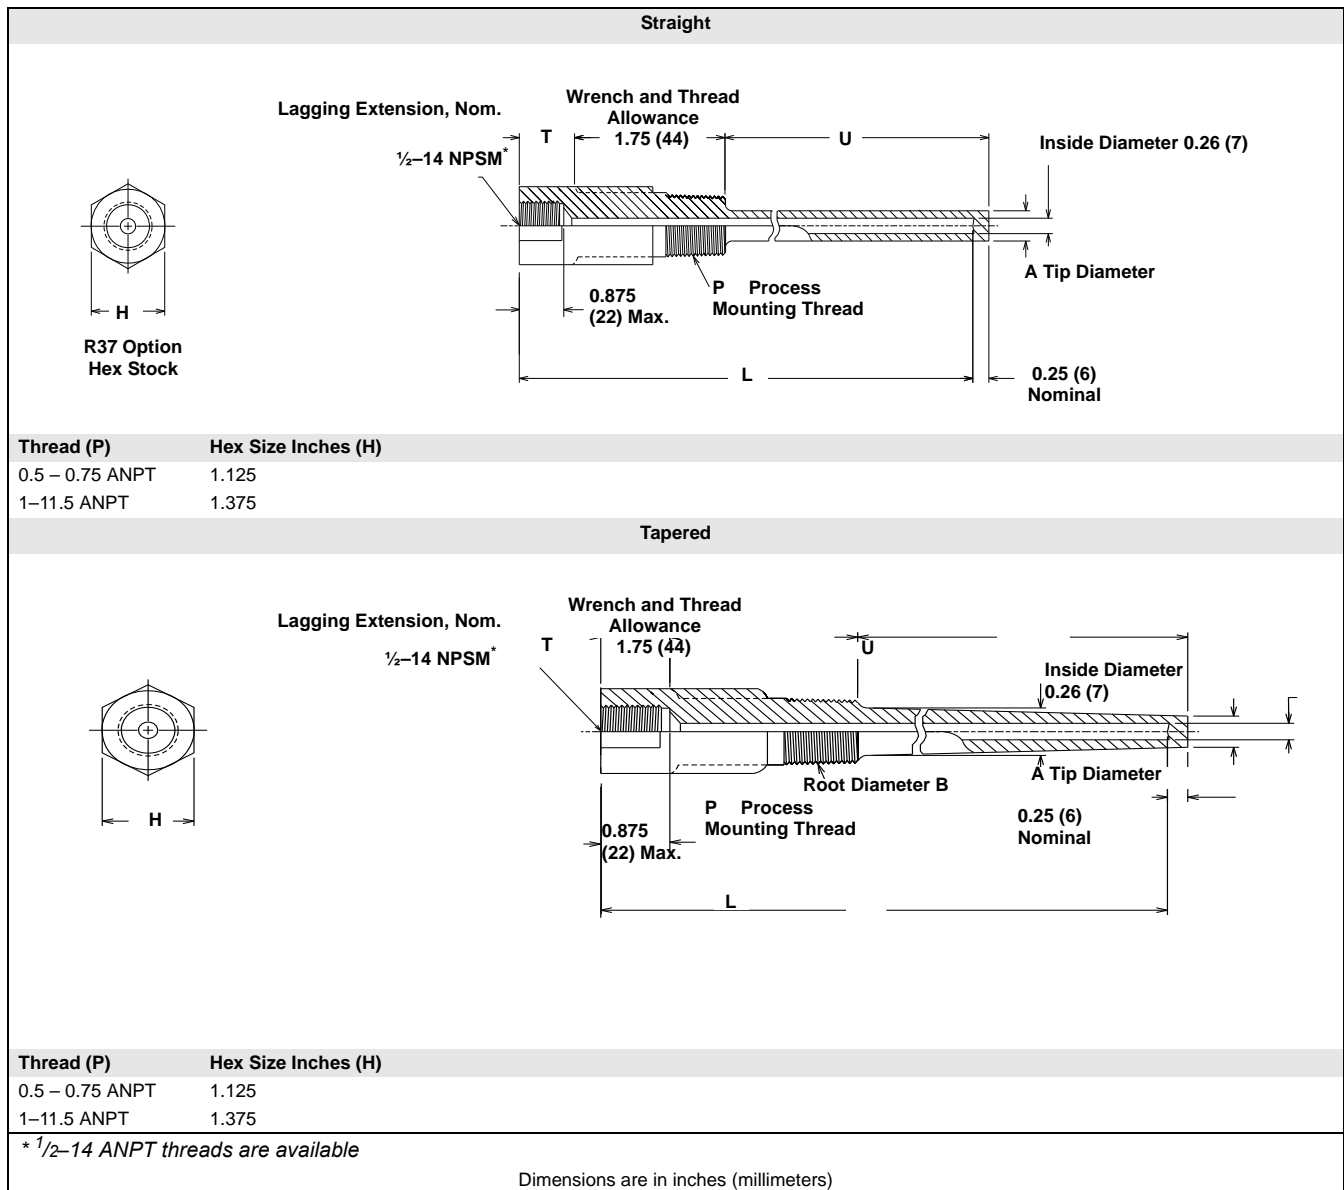 Straight
Lagging Extension, Nom.
Wrench and Thread
Allowance
1.75 (44)
T
U
½–14 NPSM*
Inside Diameter 0.26 (7)
A Tip Diameter
P Process
Mounting Thread
0.875
(22) Max.
H
R37 Option
Hex Stock
L
0.25 (6)
Nominal
Thread (P) Hex Size Inches (H)
0.5 – 0.75 ANPT 1.125
1–11.5 ANPT 1.375
Tapered
Lagging Extension, Nom.
Wrench and Thread
Allowance
1.75 (44)
T
U
½–14 NPSM*
Inside Diameter
0.26 (7)
A Tip Diameter
Root Diameter B
P Process
Mounting Thread
0.875
(22) Max.
0.25 (6)
Nominal
H
L
Thread (P) Hex Size Inches (H)
0.5 – 0.75 ANPT 1.125
1–11.5 ANPT 1.375
* 1/2–14 ANPT threads are available
Dimensions are in inches (millimeters)